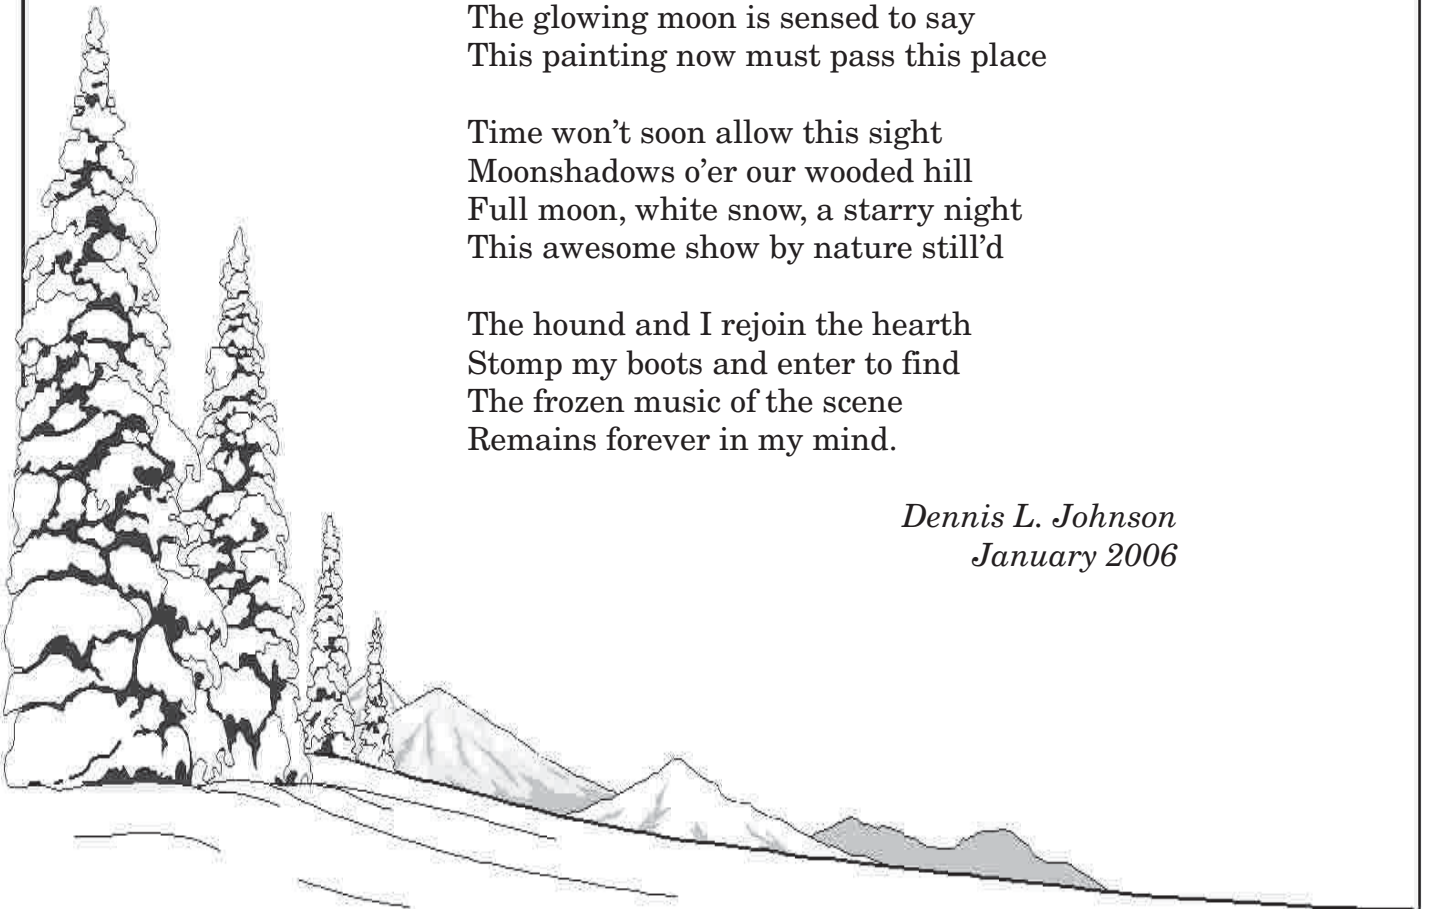 The glowing moon is sensed to say
This painting now must pass this place
Time won’t soon allow this sight
Moonshadows o’er our wooded hill
Full moon, white snow, a starry night
This awesome show by nature still’d
The hound and I rejoin the hearth
Stomp my boots and enter to find
The frozen music of the scene
Remains forever in my mind.
Dennis L. Johnson
January 2006